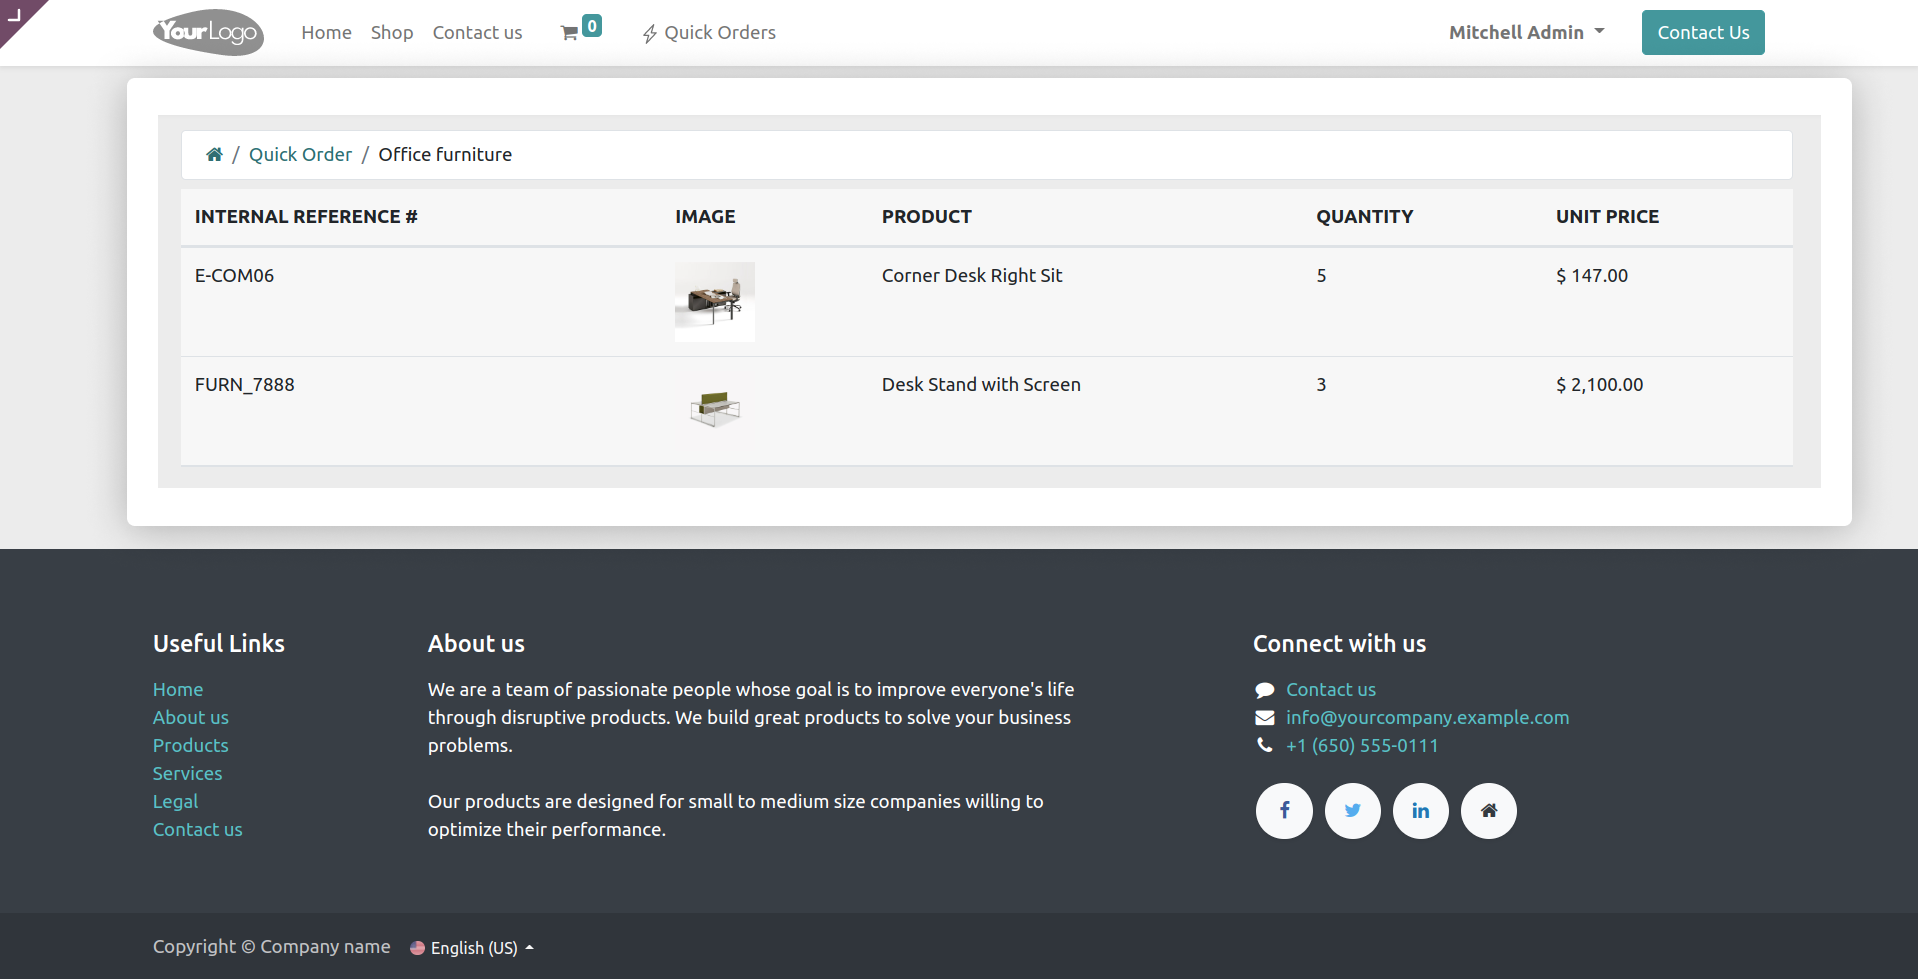 YourLogo Home Shop Contact us 0 Quick Orders Mitchell Admin Contact Us
/ Quick Order / Office furniture
INTERNAL REFERENCE # IMAGE PRODUCT QUANTITY UNIT PRICE
E-COM06 Corner Desk Right Sit 5 $ 147.00
FURN_7888 Desk Stand with Screen 3 $ 2,100.00
Useful Links
Home
About us
Products
Services
Legal
Contact us
About us
We are a team of passionate people whose goal is to improve everyone's life
through disruptive products. We build great products to solve your business
problems.
Our products are designed for small to medium size companies willing to
optimize their performance.
Connect with us
Contact us
info@yourcompany.example.com
+1 (650) 555-0111
Copyright © Company name English (US)